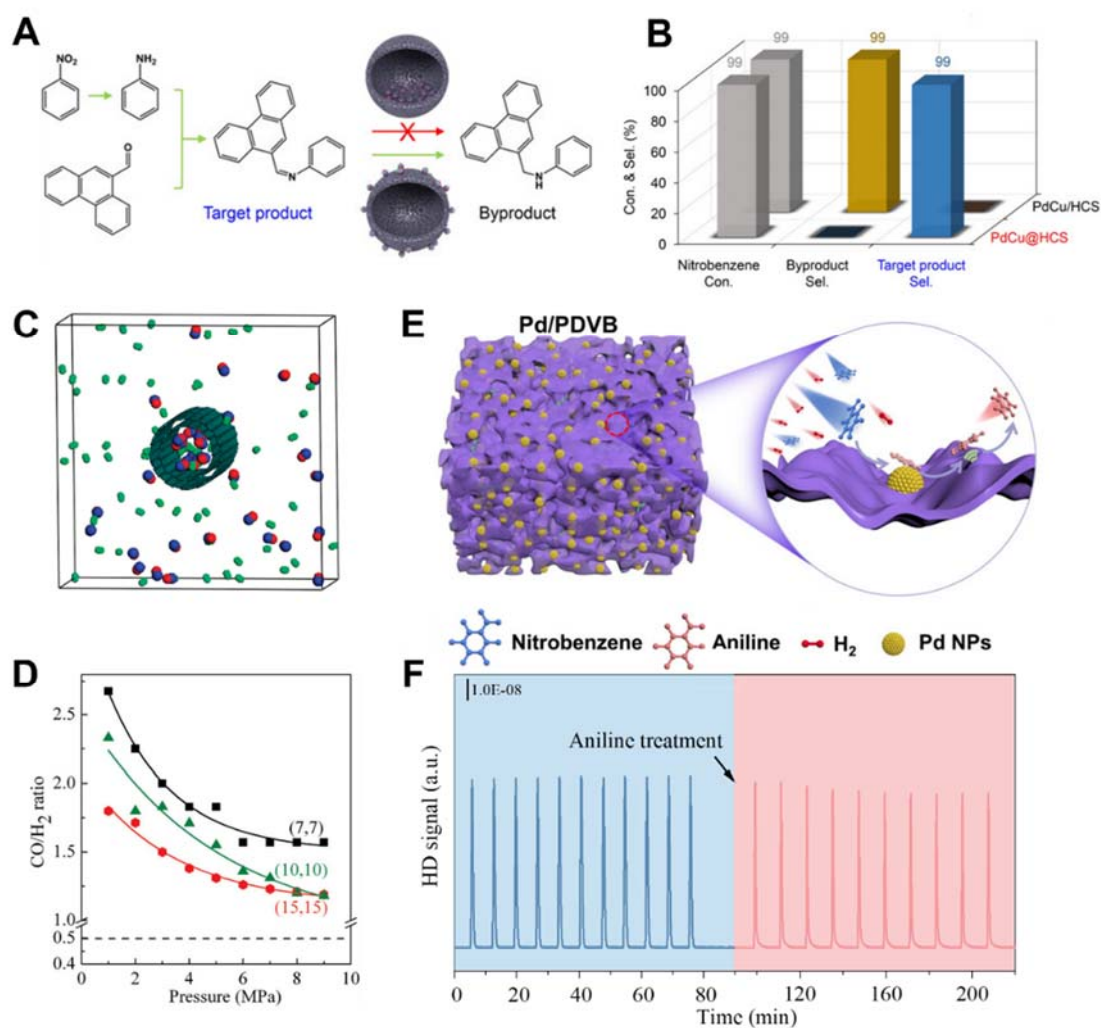 A
NO₂
NH₂
O
N
Target product
N
H
Byproduct
B
99
99
99
99
Con. & Sel. (%)
100
80
60
40
20
0
PdCu/HCS
PdCu@HCS
Nitrobenzene
Con.
Byproduct
Sel.
Target product
Sel.
C
E
Pd/PDVB
Nitrobenzene
Aniline
H₂
Pd NPs
D
CO/H₂ ratio
2.5
2.0
1.5
1.0
0.5
0.4
(7,7)
(10,10)
(15,15)
0 2 4 6 8 10
Pressure (MPa)
F
1.0E-08
Aniline treatment
HD signal (a.u.)
0 20 40 60 80 120 160 200
Time (min)